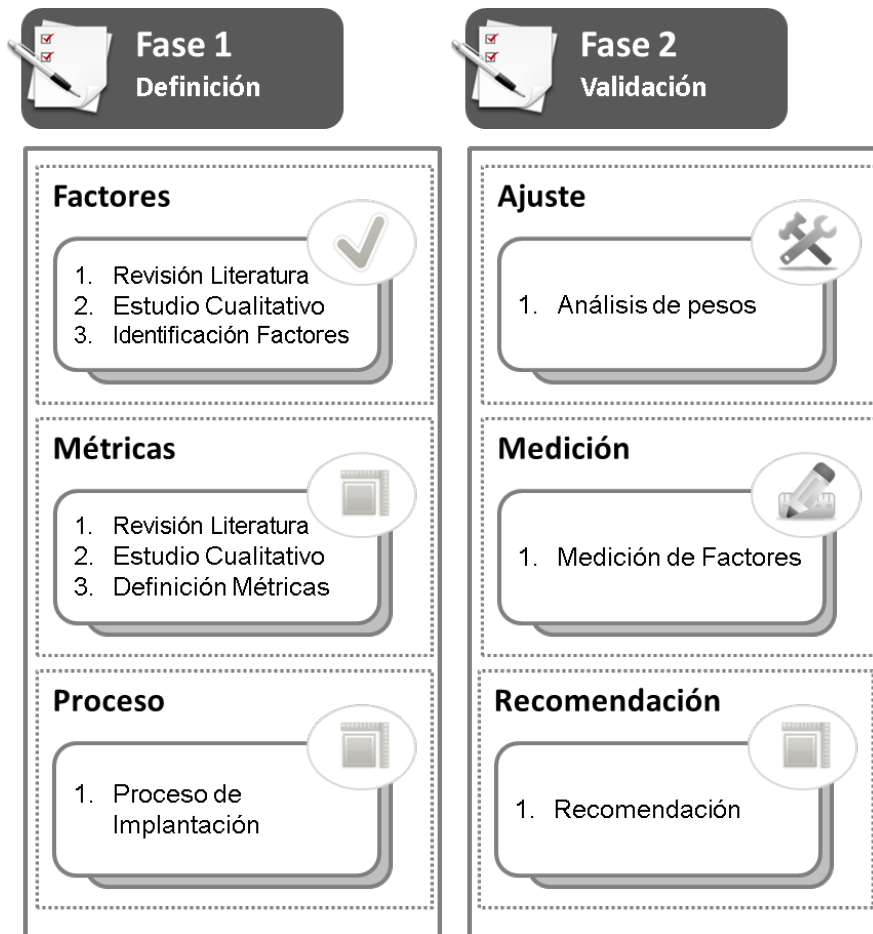 Fase 1
Definición
Factores
1. Revisión Literatura
2. Estudio Cualitativo
3. Identificación Factores
Métricas
1. Revisión Literatura
2. Estudio Cualitativo
3. Definición Métricas
Proceso
1. Proceso de
Implantación
Fase 2
Validación
Ajuste
1. Análisis de pesos
Medición
1. Medición de Factores
Recomendación
1. Recomendación